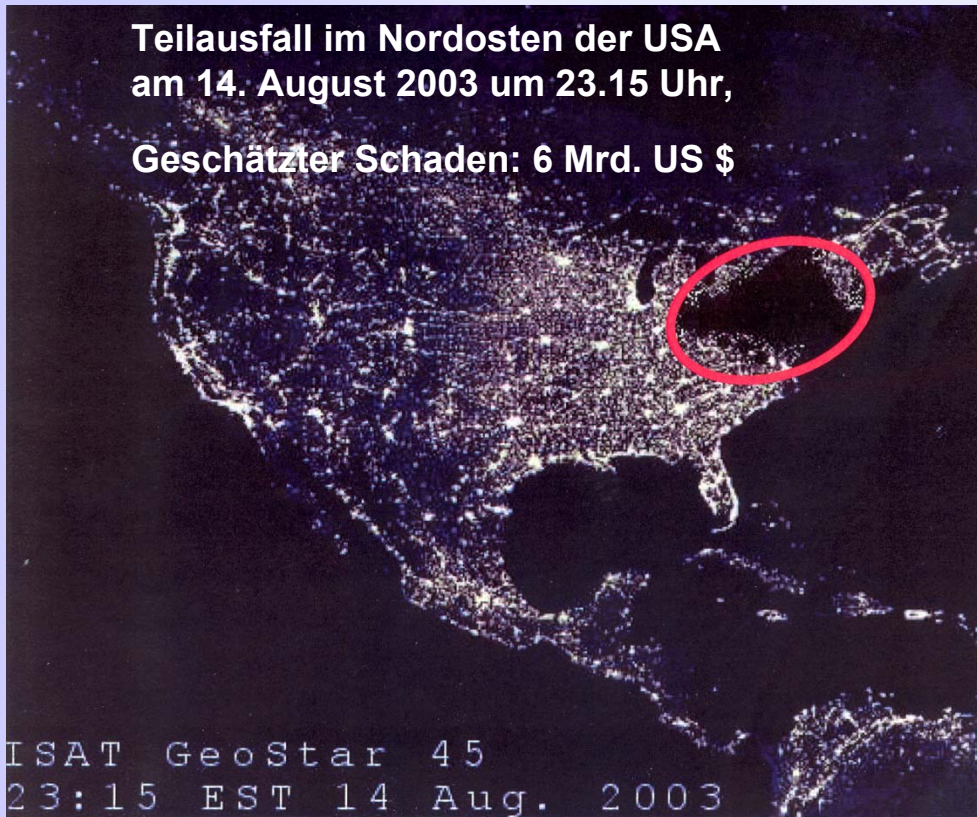 Teilausfall im Nordosten der USA
am 14. August 2003 um 23.15 Uhr,
Geschätzter Schaden: 6 Mrd. US $
ISAT GeoStar 45
23:15 EST 14 Aug. 2003